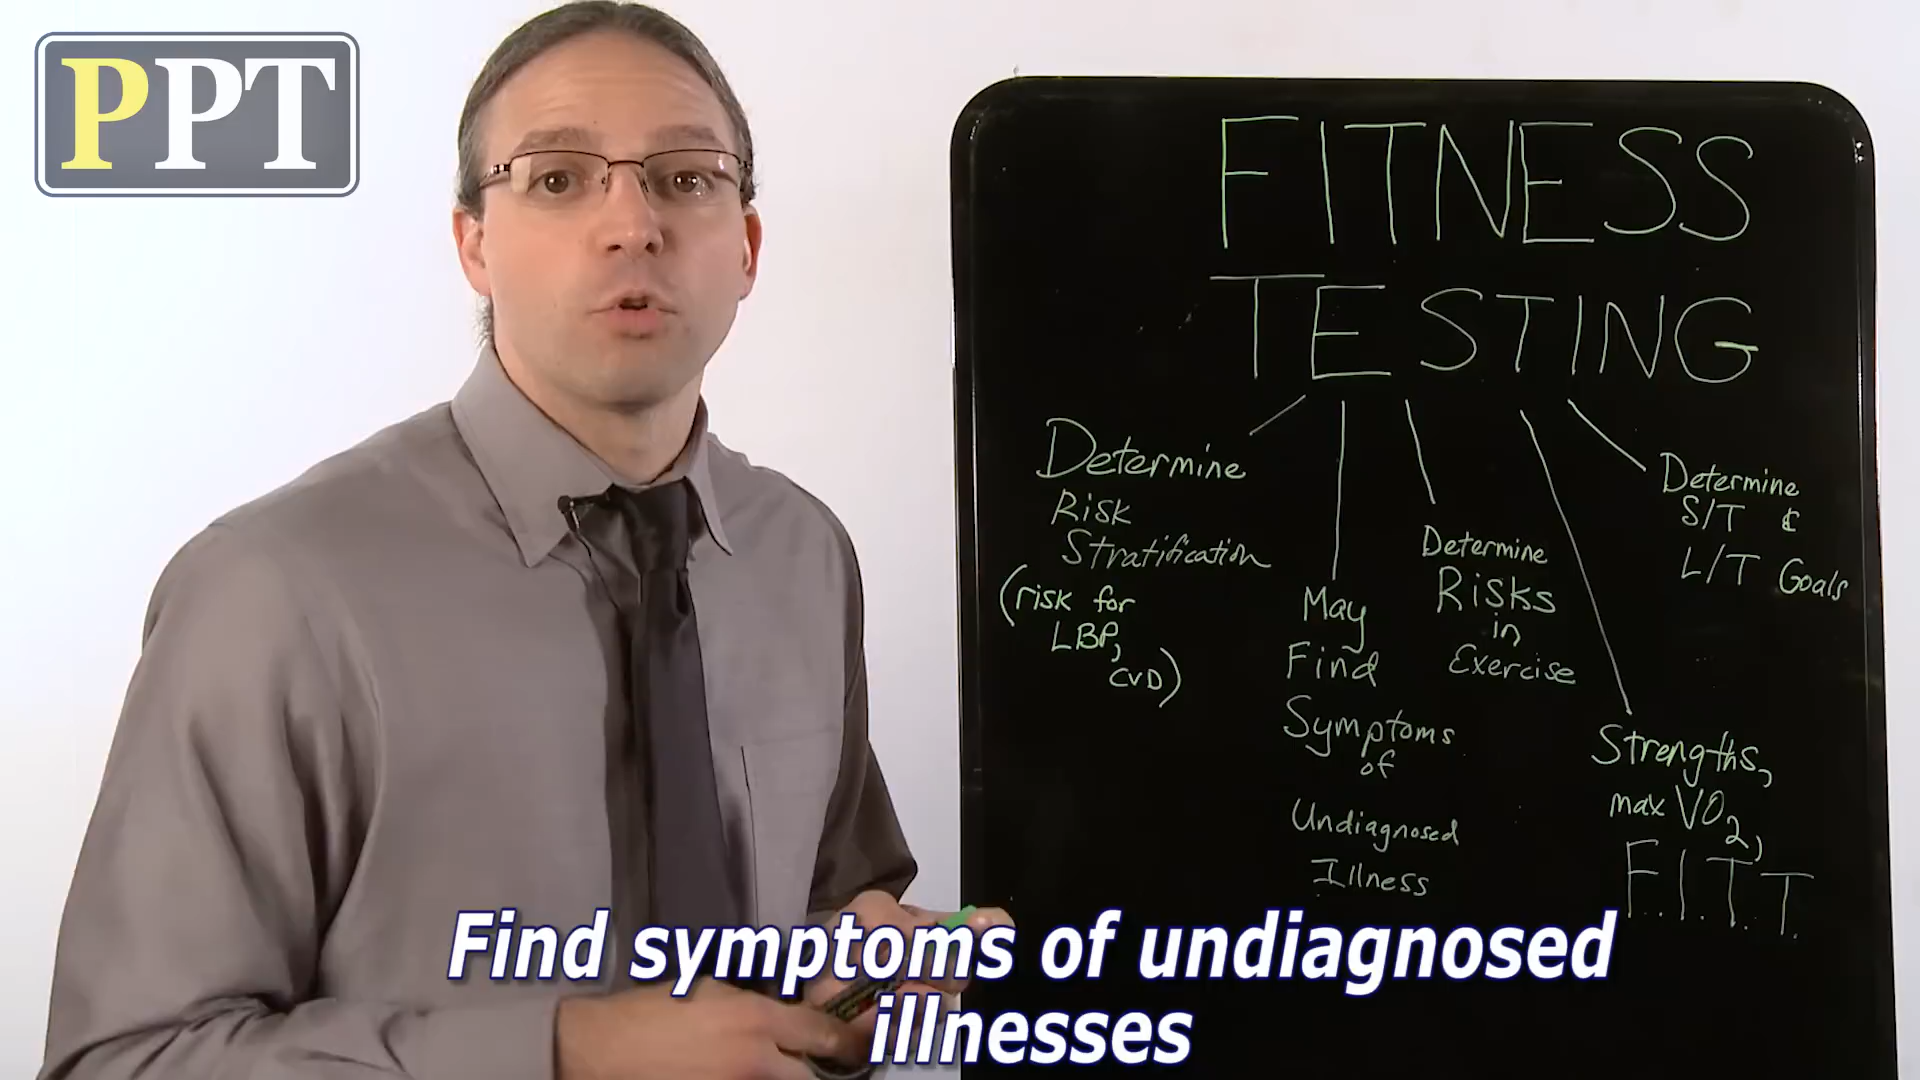 PPT
FITNESS
TESTING
Determine
Risk
Stratification
(risk for
LBP,
CVD)
May
Find
Symptoms
of
Undiagnosed
Illness
Determine
Risks
in
Exercise
Strengths,
max VO2,
F.I.T.T.
Determine
S/T &
L/T Goals
Find symptoms of undiagnosed
illnesses